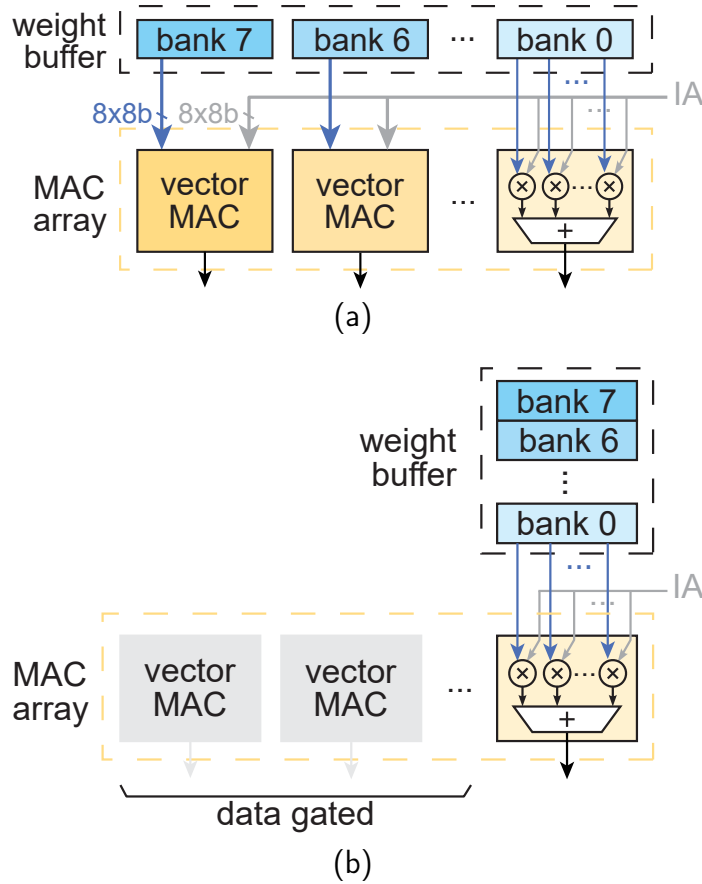 weight
buffer
bank 7
bank 6
...
bank 0
...
8x8b
8x8b
...
IA
MAC
array
vector
MAC
vector
MAC
...
× × ... ×
+
(a)
weight
buffer
bank 7
bank 6
...
bank 0
...
...
IA
MAC
array
vector
MAC
vector
MAC
...
× × ... ×
+
data gated
(b)